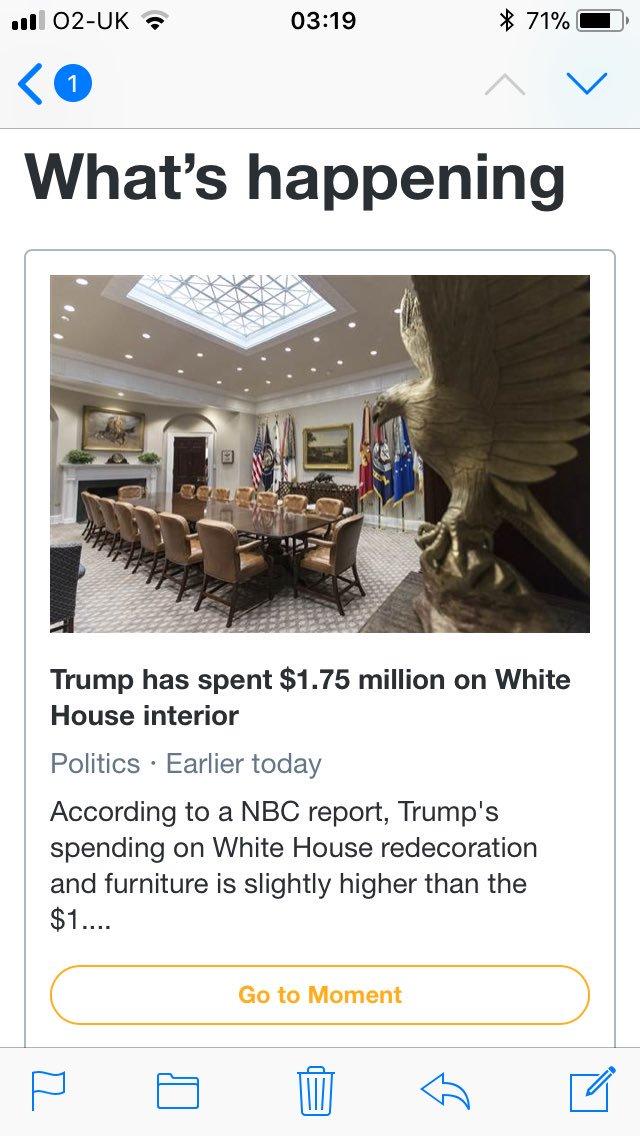 O2-UK 03:19 71%
1
What's happening
Trump has spent $1.75 million on White
House interior
Politics · Earlier today
According to a NBC report, Trump's
spending on White House redecoration
and furniture is slightly higher than the
$1....
Go to Moment